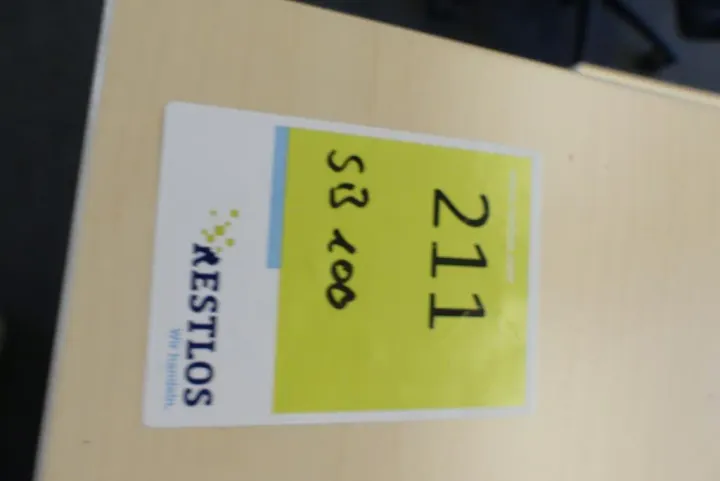 211
SB 100
RESTLOS
Wir handeln.